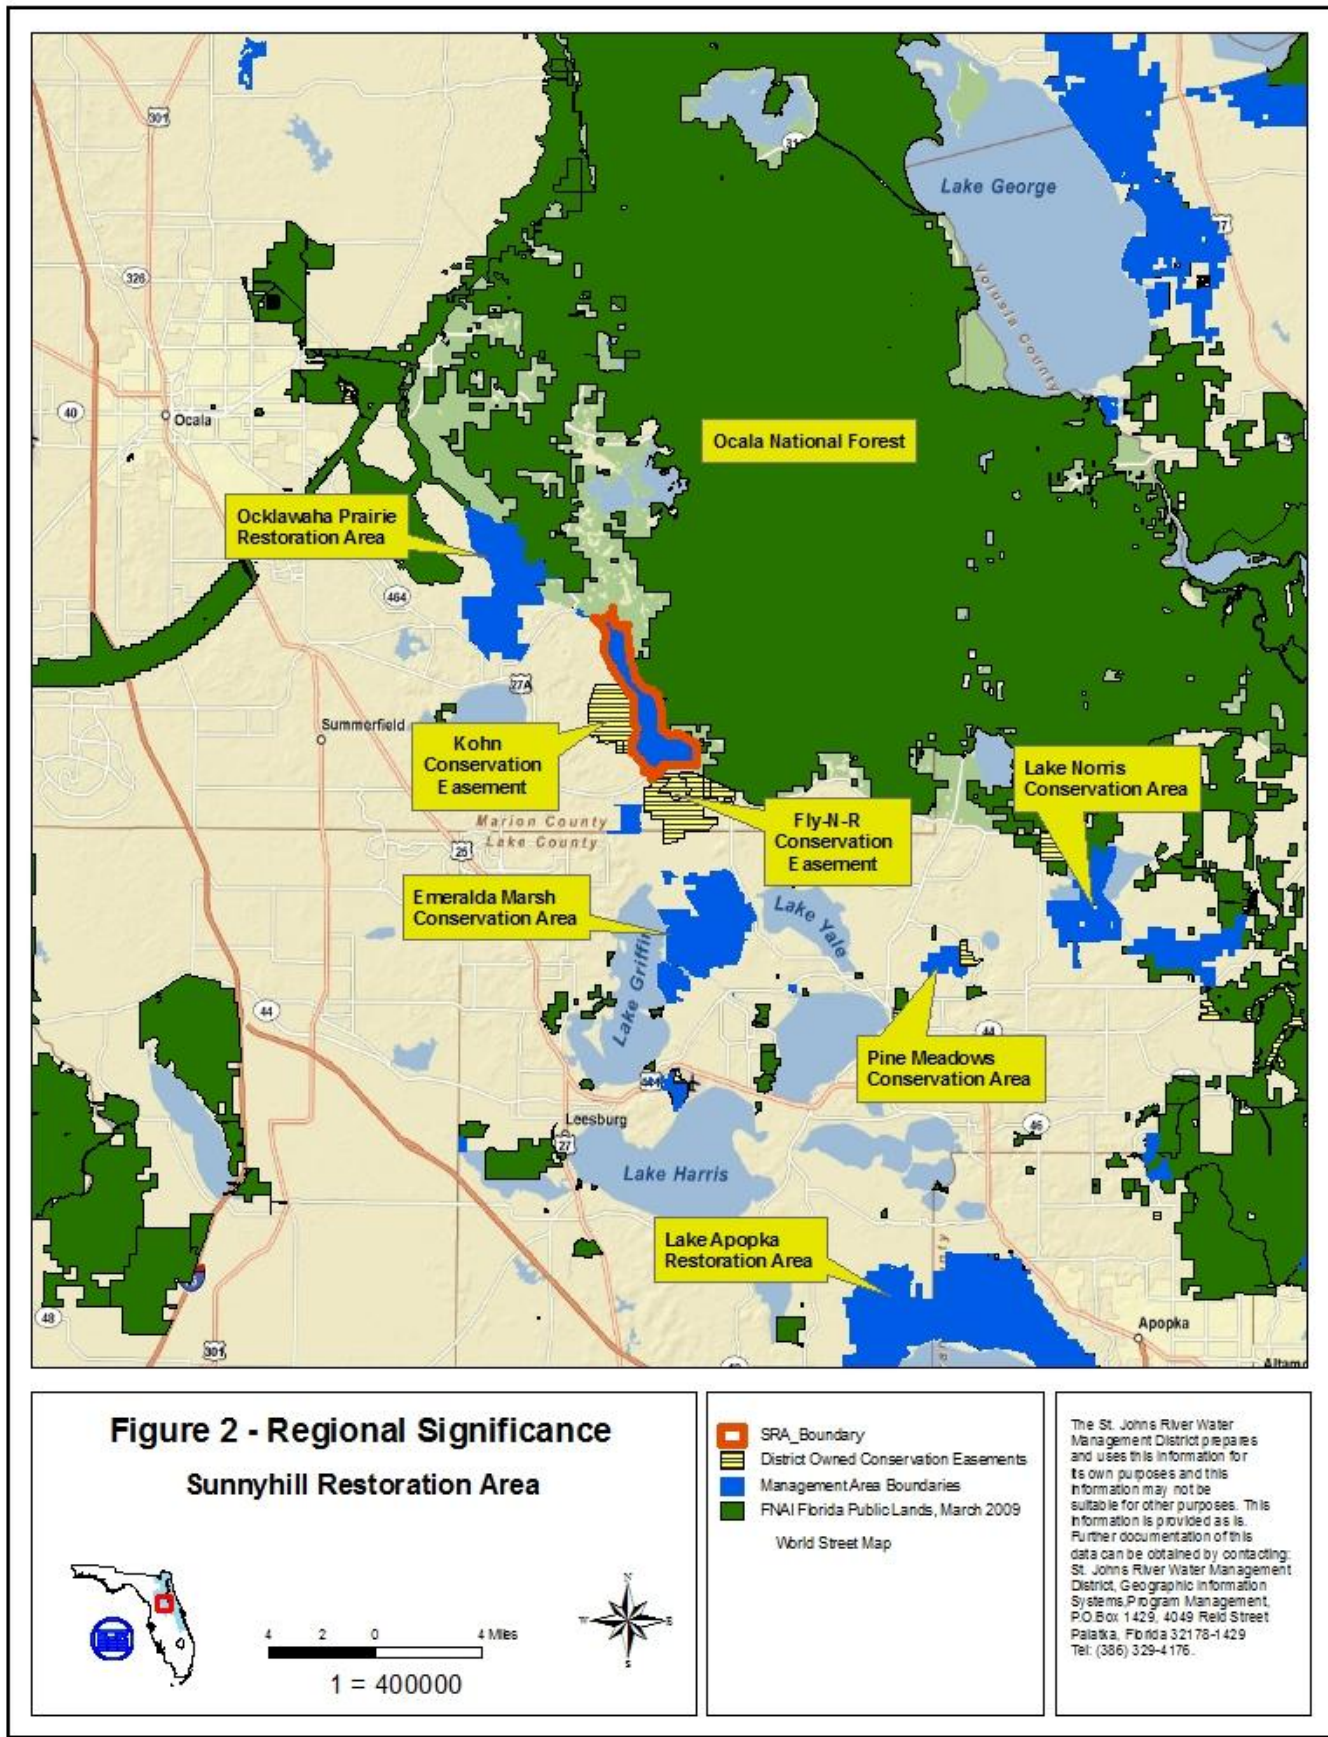 301
Lake George
31
17
Volusia County
326
40
Ocala
Ocala National Forest
Ocklawaha Prairie
Restoration Area
464
27A
Summerfield
Kohn
Conservation
Easement
Lake Norris
Conservation Area
Marion County
Lake County
25
Fly-N-R
Conservation
Easement
Emeralda Marsh
Conservation Area
Lake Yale
Lake Griffin
44
44
Pine Meadows
Conservation Area
441
Leesburg
27
46
Lake Harris
Lake Apopka
Restoration Area
48
301
Apopka
Altam
Figure 2 - Regional Significance
Sunnyhill Restoration Area
4 2 0 4 Miles
1 = 400000
N
W E
S
SRA_Boundary
District Owned Conservation Easements
Management Area Boundaries
FNAI Florida Public Lands, March 2009
World Street Map
The St. Johns River Water
Management District prepares
and uses this information for
its own purposes and this
information may not be
suitable for other purposes. This
information is provided as is.
Further documentation of this
data can be obtained by contacting:
St. Johns River Water Management
District, Geographic Information
Systems,Program Management,
P.O.Box 1429, 4049 Reid Street
Palatka, Florida 32178-1429
Tel: (386) 329-4176.